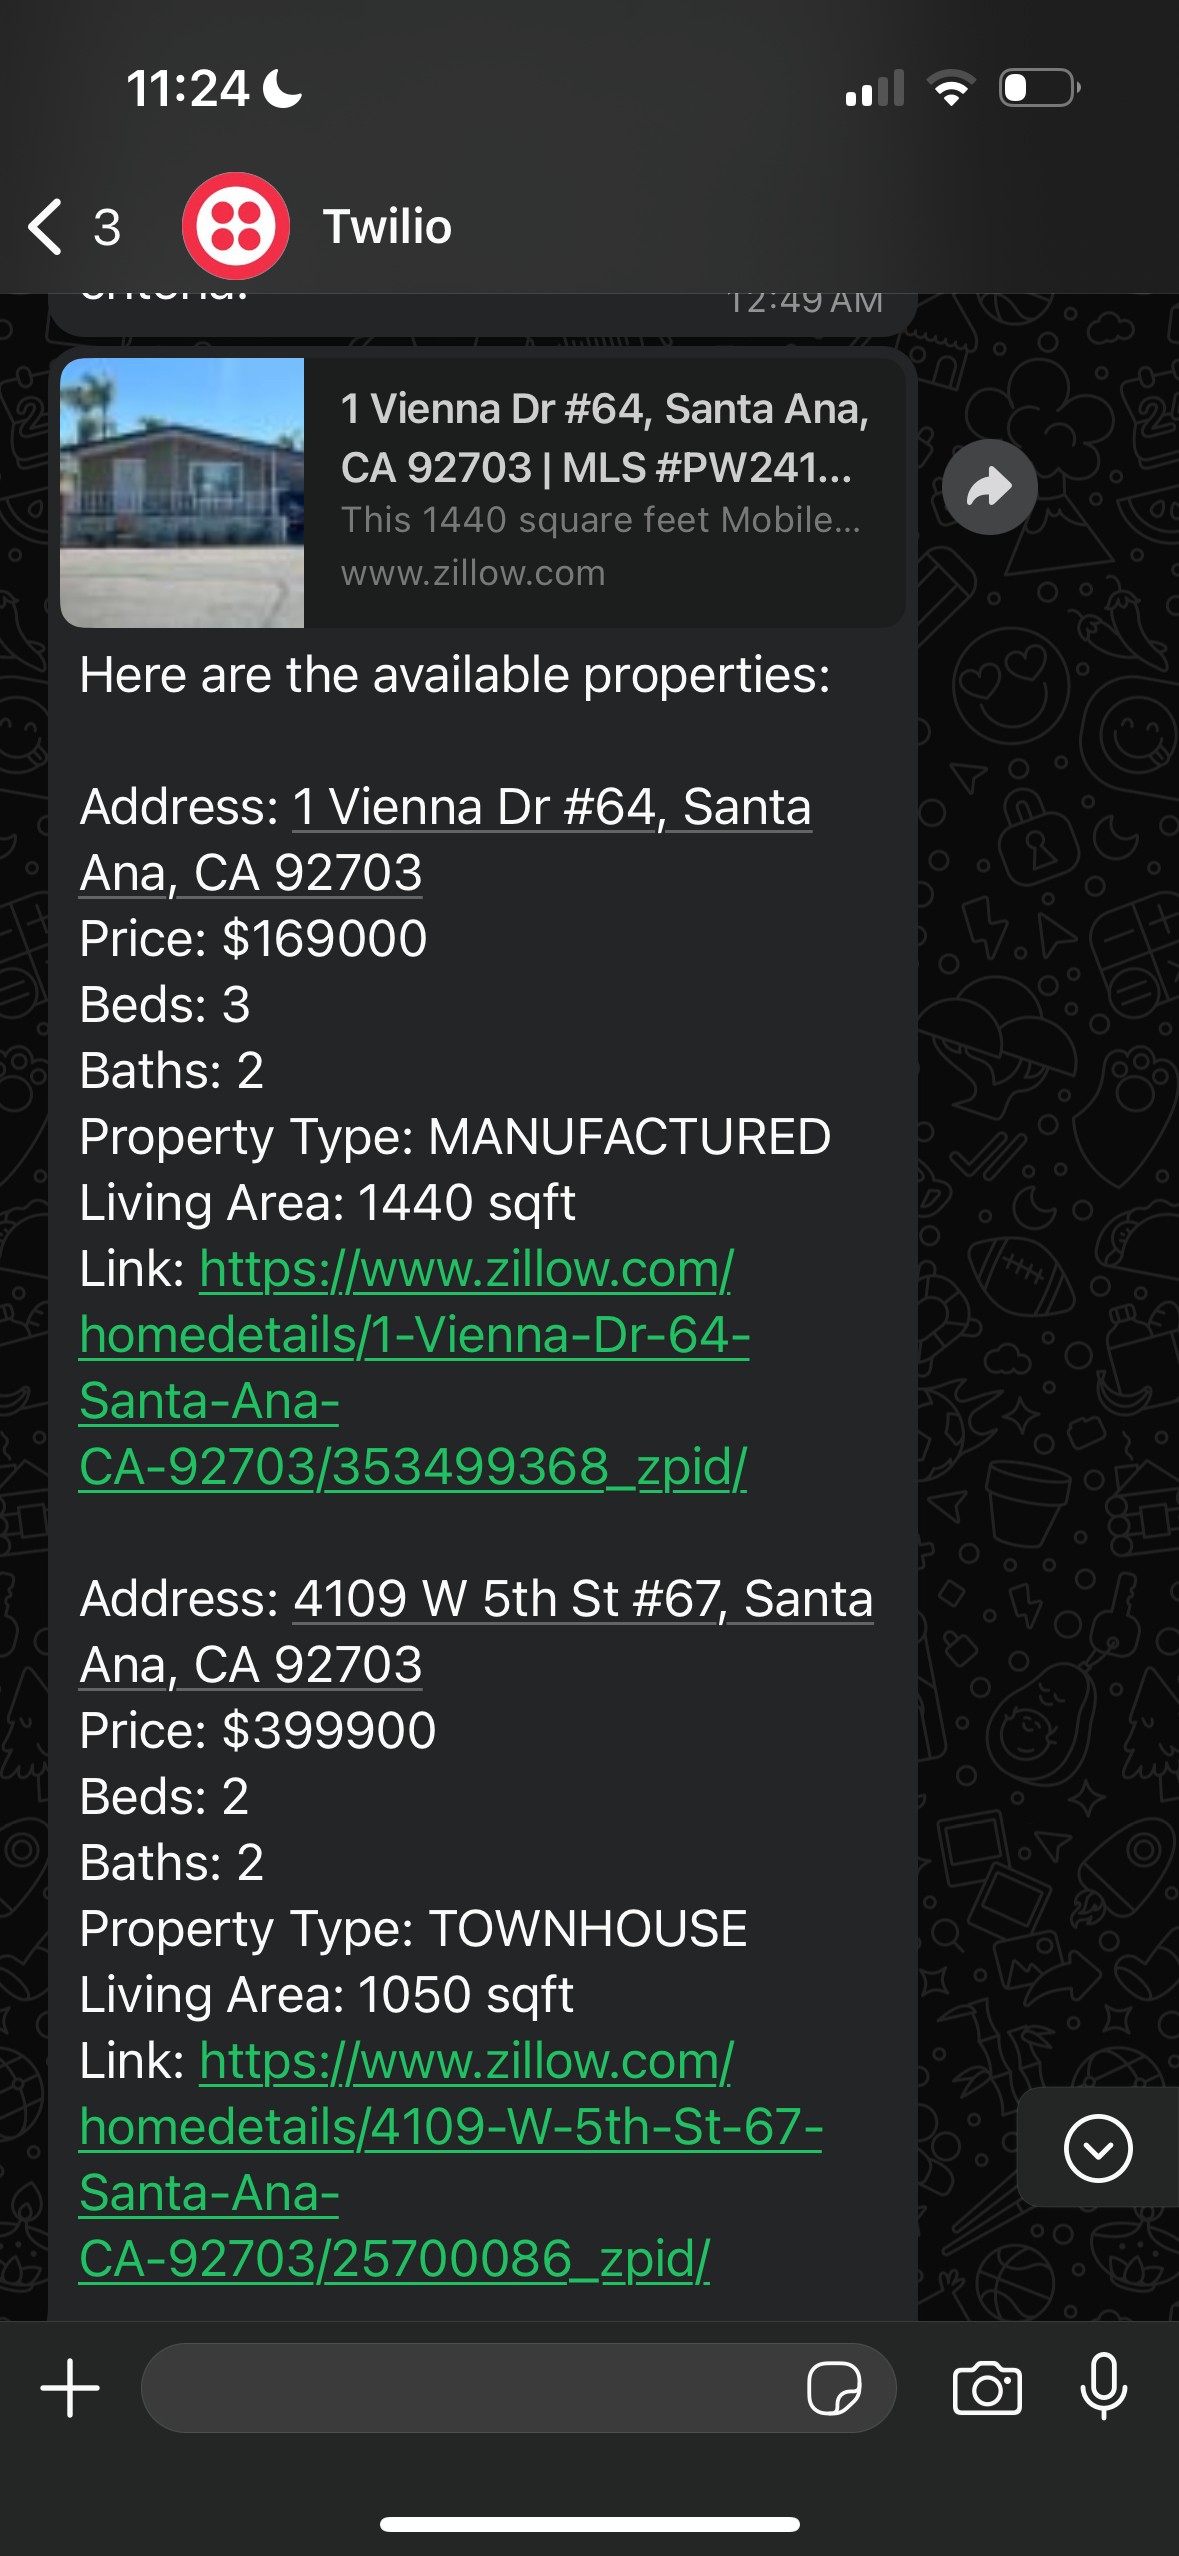 11:24
3 Twilio
criteria:
12:49 AM
1 Vienna Dr #64, Santa Ana,
CA 92703 | MLS #PW241...
This 1440 square feet Mobile...
www.zillow.com
Here are the available properties:
Address: 1 Vienna Dr #64, Santa
Ana, CA 92703
Price: $169000
Beds: 3
Baths: 2
Property Type: MANUFACTURED
Living Area: 1440 sqft
Link: https://www.zillow.com/
homedetails/1-Vienna-Dr-64-
Santa-Ana-
CA-92703/353499368_zpid/
Address: 4109 W 5th St #67, Santa
Ana, CA 92703
Price: $399900
Beds: 2
Baths: 2
Property Type: TOWNHOUSE
Living Area: 1050 sqft
Link: https://www.zillow.com/
homedetails/4109-W-5th-St-67-
Santa-Ana-
CA-92703/25700086_zpid/